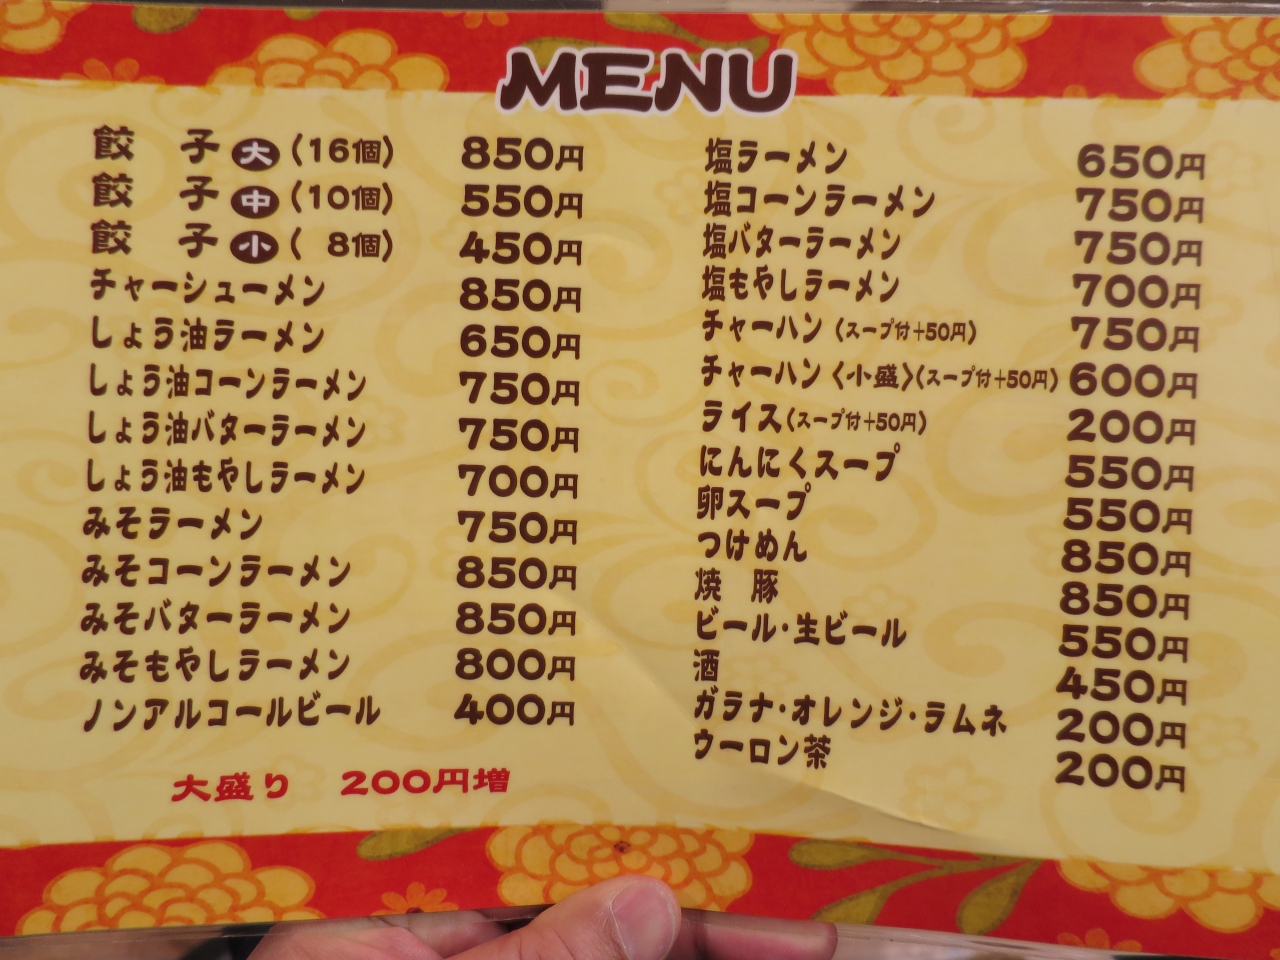 MENU
餃 子 大 (16個) 850円
餃 子 中 (10個) 550円
餃 子 小 ( 8個) 450円
チャーシューメン 850円
しょう油ラーメン 650円
しょう油コーンラーメン 750円
しょう油バターラーメン 750円
しょう油もやしラーメン 700円
みそラーメン 750円
みそコーンラーメン 850円
みそバターラーメン 850円
みそもやしラーメン 800円
ノンアルコールビール 400円
大盛り 200円増
塩ラーメン 650円
塩コーンラーメン 750円
塩バターラーメン 750円
塩もやしラーメン 700円
チャーハン(スープ付+50円) 750円
チャーハン〈小盛〉(スープ付+50円) 600円
ライス(スープ付+50円) 200円
にんにくスープ 550円
卵スープ 550円
つけめん 850円
焼 豚 850円
ビール・生ビール 550円
酒 450円
ガラナ・オレンジ・ラムネ 200円
ウーロン茶 200円